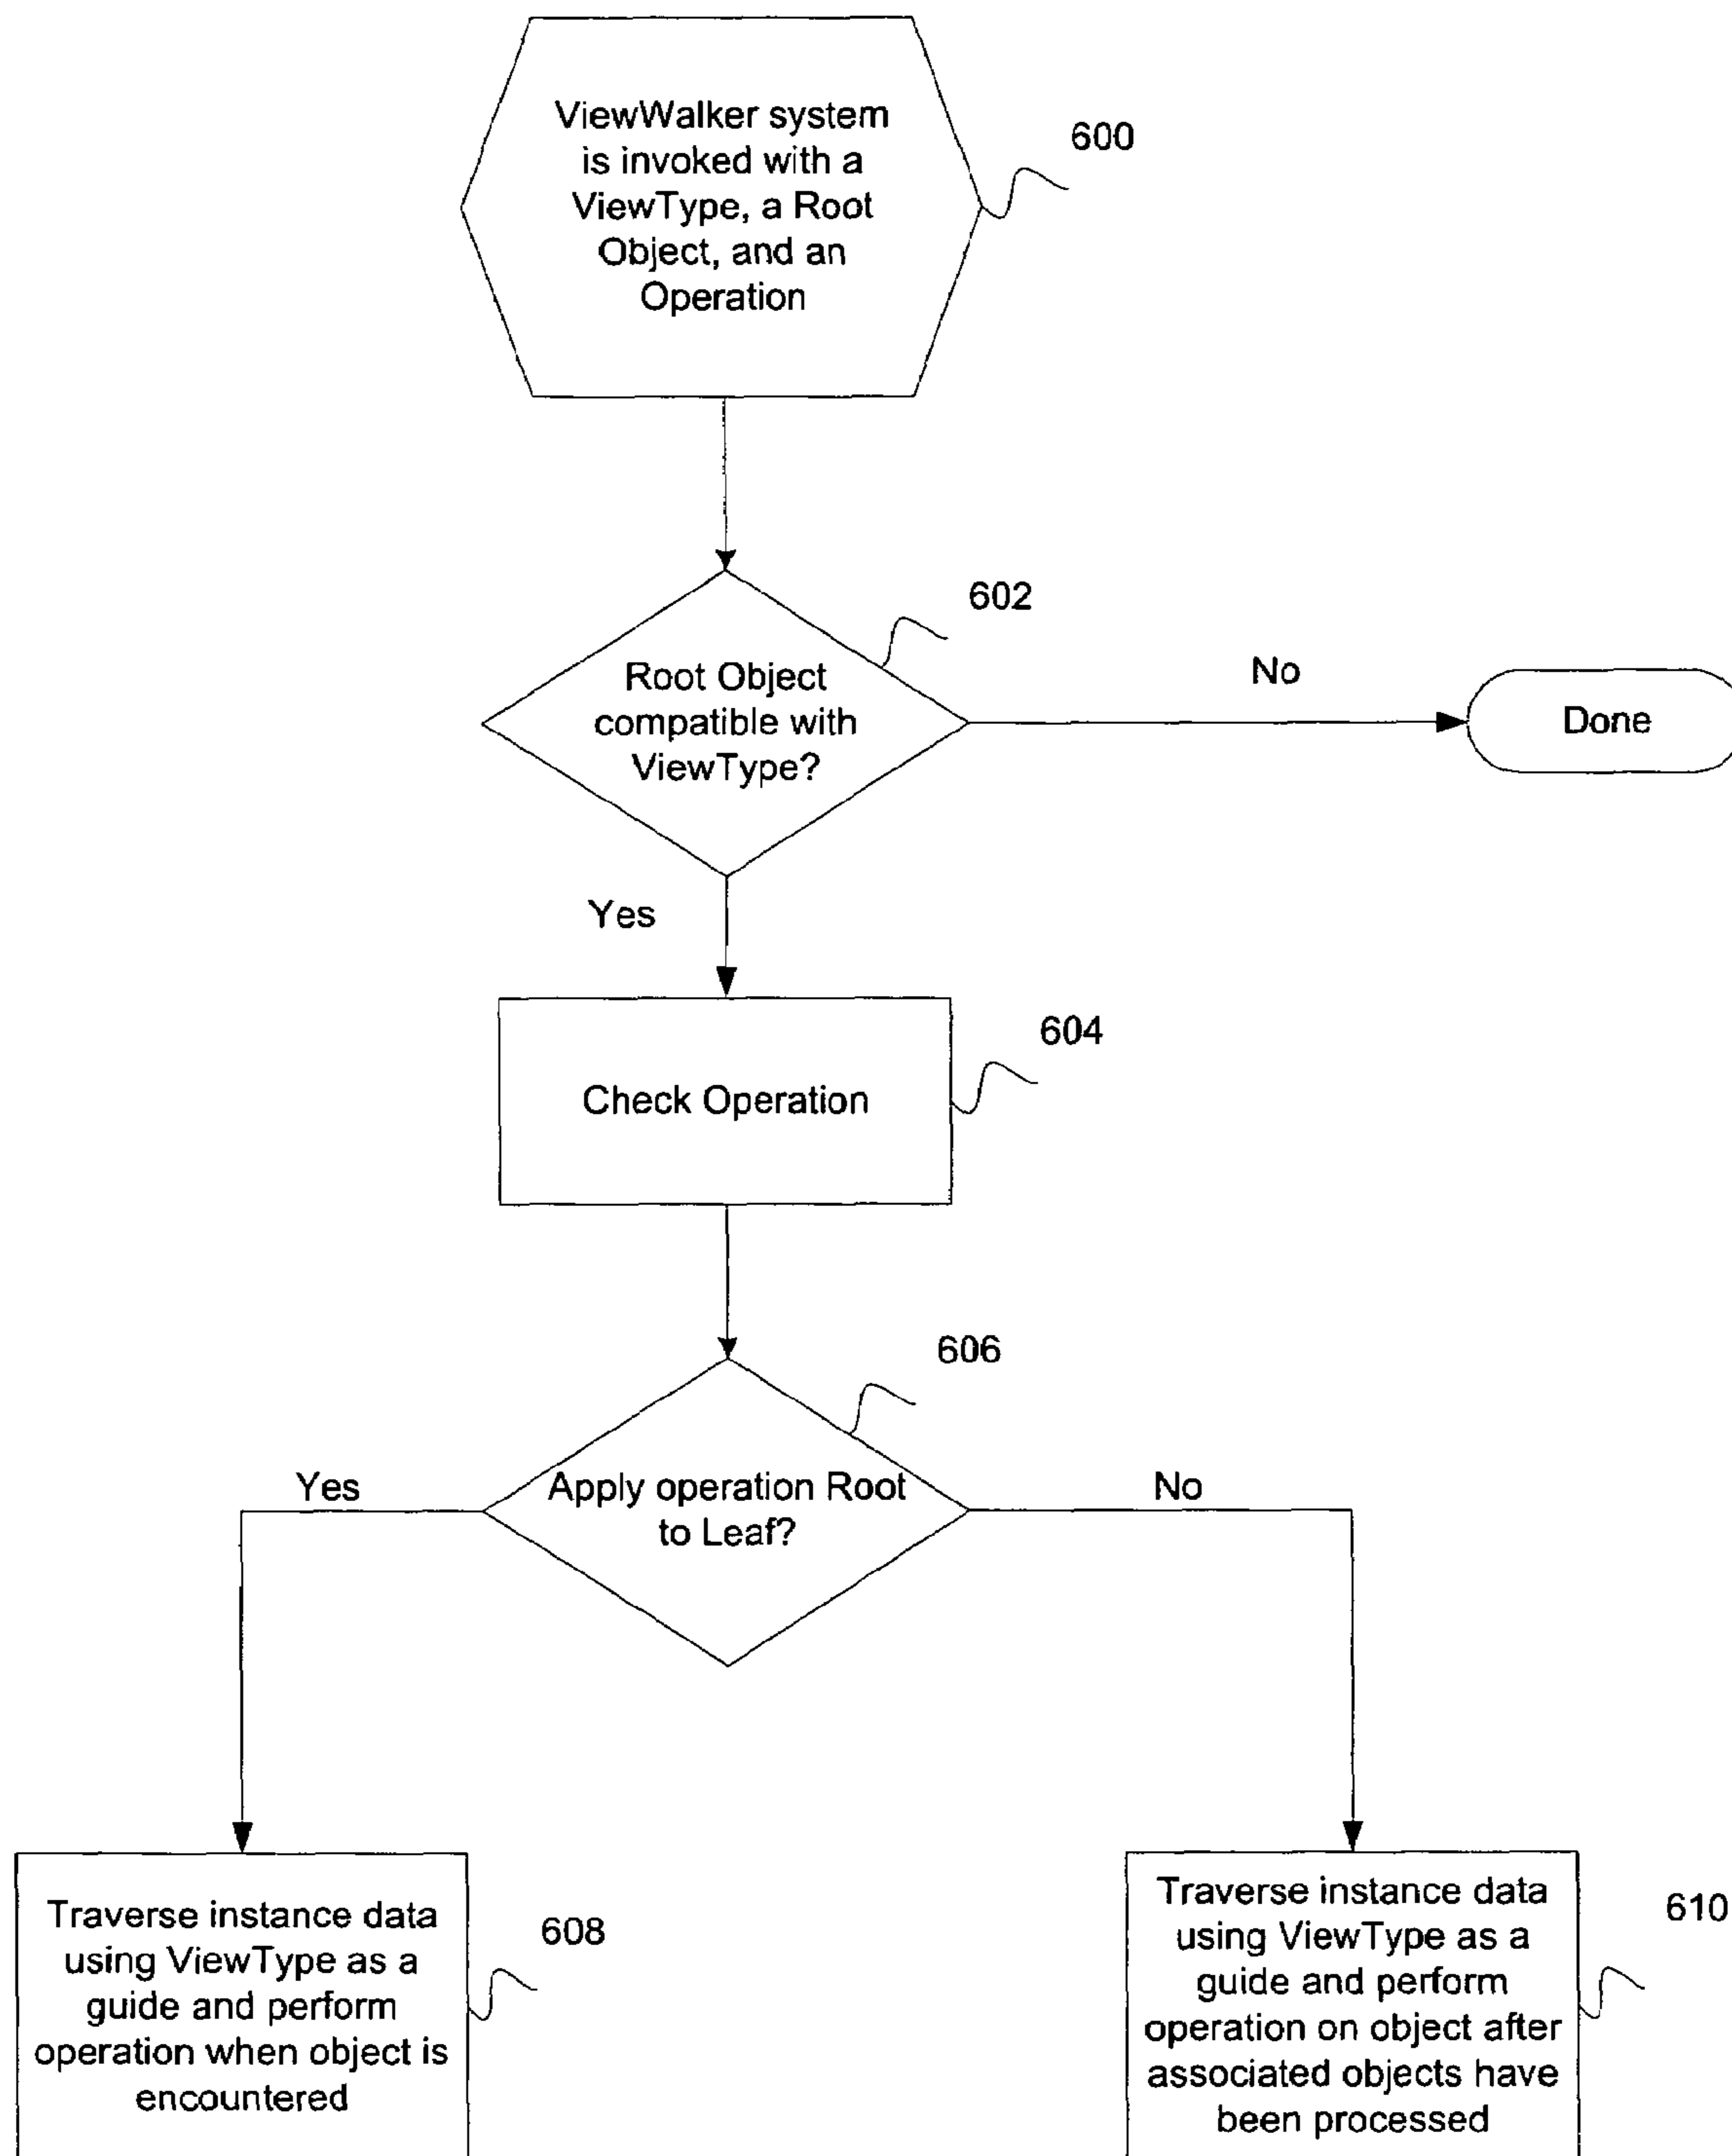 ViewWalker system
is invoked with a
ViewType, a Root
Object, and an
Operation
600
602
Root Object
compatible with
ViewType?
No
Done
Yes
604
Check Operation
606
Apply operation Root
to Leaf?
Yes
No
Traverse instance data
using ViewType as a
guide and perform
operation when object is
encountered
608
Traverse instance data
using ViewType as a
guide and perform
operation on object after
associated objects have
been processed
610